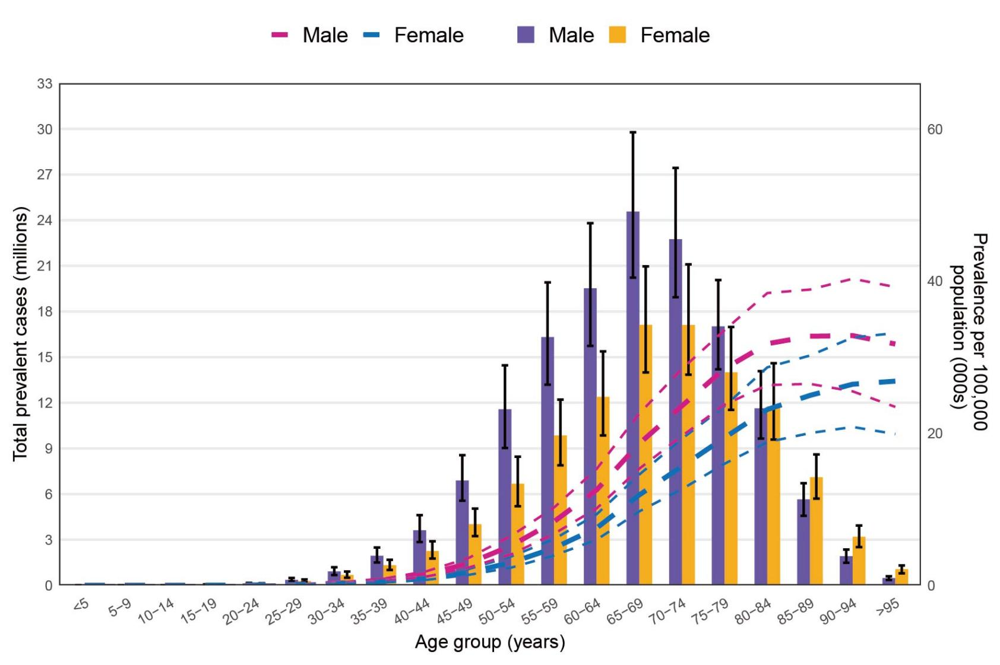 Male Female Male Female
Total prevalent cases (millions)
33
30
27
24
21
18
15
12
9
6
3
0
60
40
20
0
Prevalence per 100,000
population (000s)
<5 5–9 10–14 15–19 20–24 25–29 30–34 35–39 40–44 45–49 50–54 55–59 60–64 65–69 70–74 75–79 80–84 85–89 90–94 >95
Age group (years)